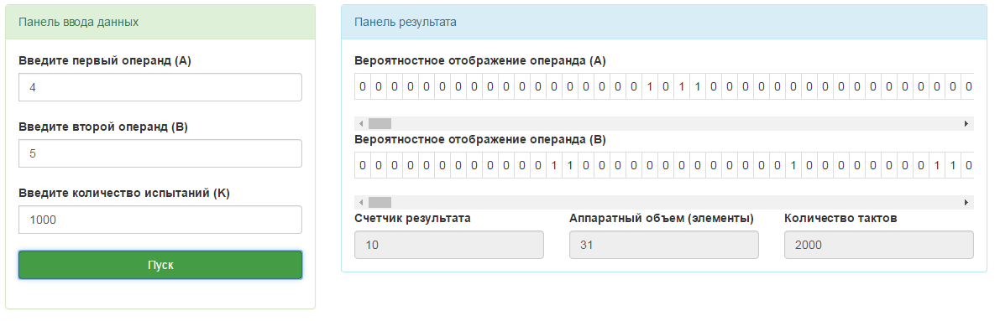 Панель ввода данных
Введите первый операнд (A)
4
Введите второй операнд (B)
5
Введите количество испытаний (K)
1000
Пуск
Панель результата
Вероятностное отображение операнда (A)
0 0 0 0 0 0 0 0 0 0 0 0 0 0 0 0 0 0 1 0 1 1 0 0 0 0 0 0 0 0 0 0 0 0 0 0 0 0 0
Вероятностное отображение операнда (B)
0 0 0 0 0 0 0 0 0 0 0 0 1 1 0 0 0 0 0 0 0 0 0 0 0 0 0 1 0 0 0 0 0 0 0 0 1 1 0
Счетчик результата Аппаратный объем (элементы) Количество тактов
10 31 2000